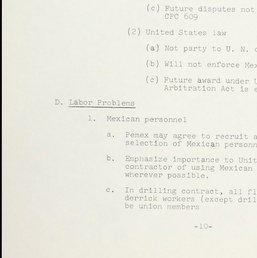 (c) Future disputes not
CPC 609
(2) United States law
(a) Not party to U. N.
(b) Will not enforce Mex
(c) Future award under U
Arbitration Act is e
D. Labor Problems
1. Mexican personnel
a. Pemex may agree to recruit a
selection of Mexican personn
b. Emphasize importance to Unit
contractor of using Mexican
wherever possible.
c. In drilling contract, all fl
derrick workers (except dril
be union members
-10-